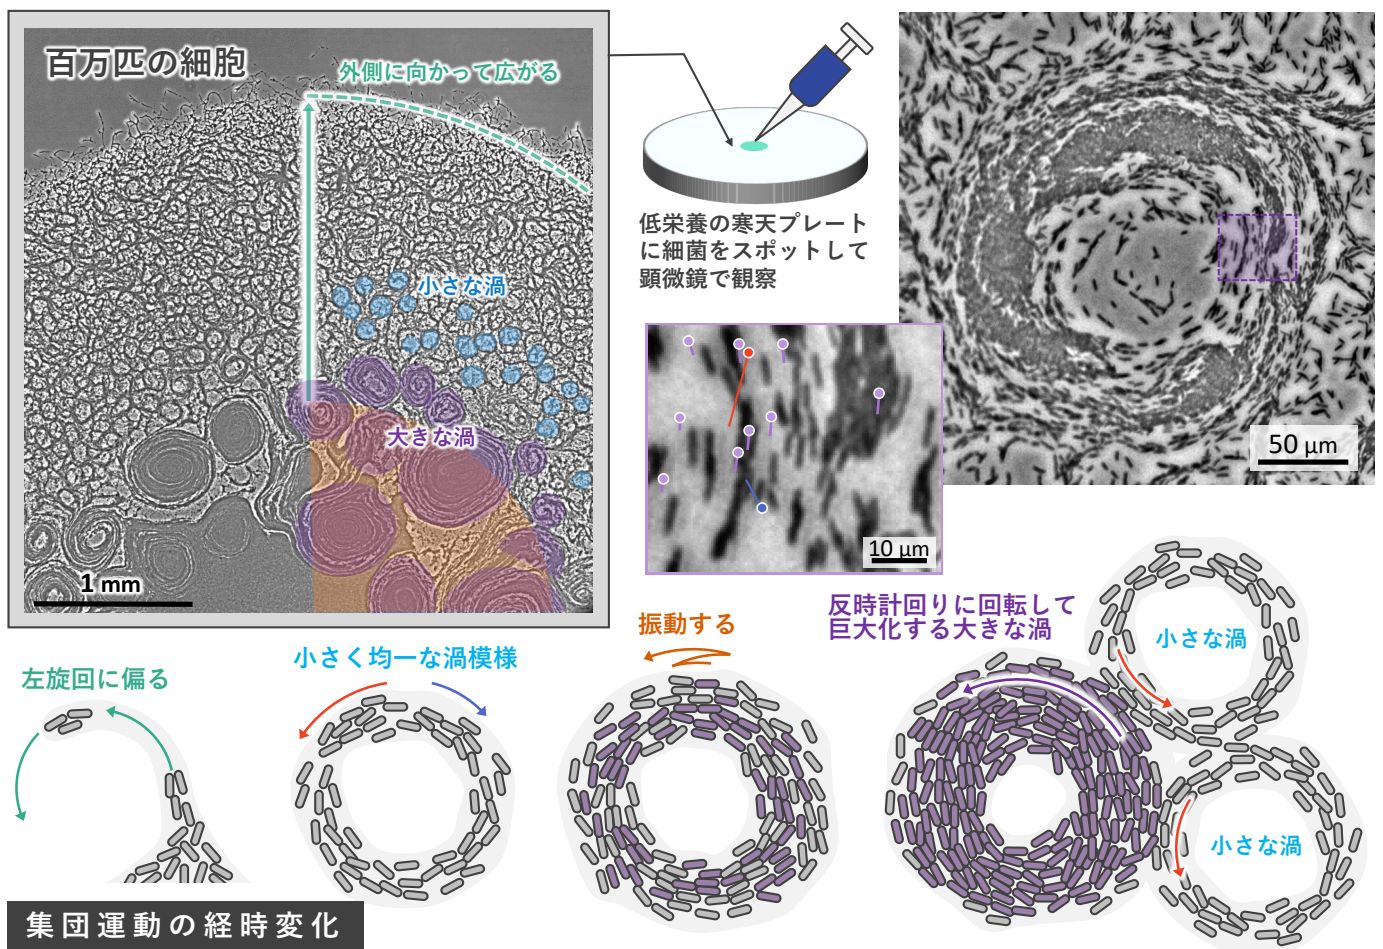 百万匹の細胞
外側に向かって広がる
小さな渦
大きな渦
1 mm
低栄養の寒天プレート
に細菌をスポットして
顕微鏡で観察
50 μm
10 μm
左旋回に偏る
小さく均一な渦模様
振動する
反時計回りに回転して
巨大化する大きな渦
小さな渦
小さな渦
集団運動の経時変化